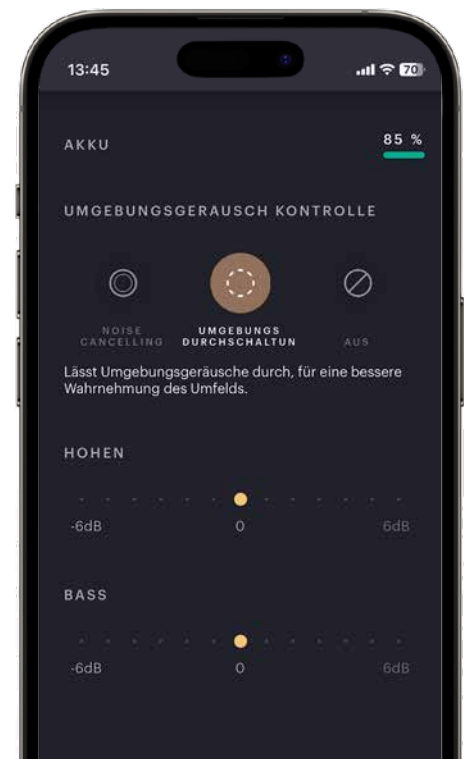 13:45
70
AKKU
85 %
UMGEBUNGSGERAUSCH KONTROLLE
NOISE
CANCELLING
UMGEBUNGS
DURCHSCHALTUN
AUS
Lässt Umgebungsgeräusche durch, für eine bessere
Wahrnehmung des Umfelds.
HOHEN
-6dB
0
6dB
BASS
-6dB
0
6dB